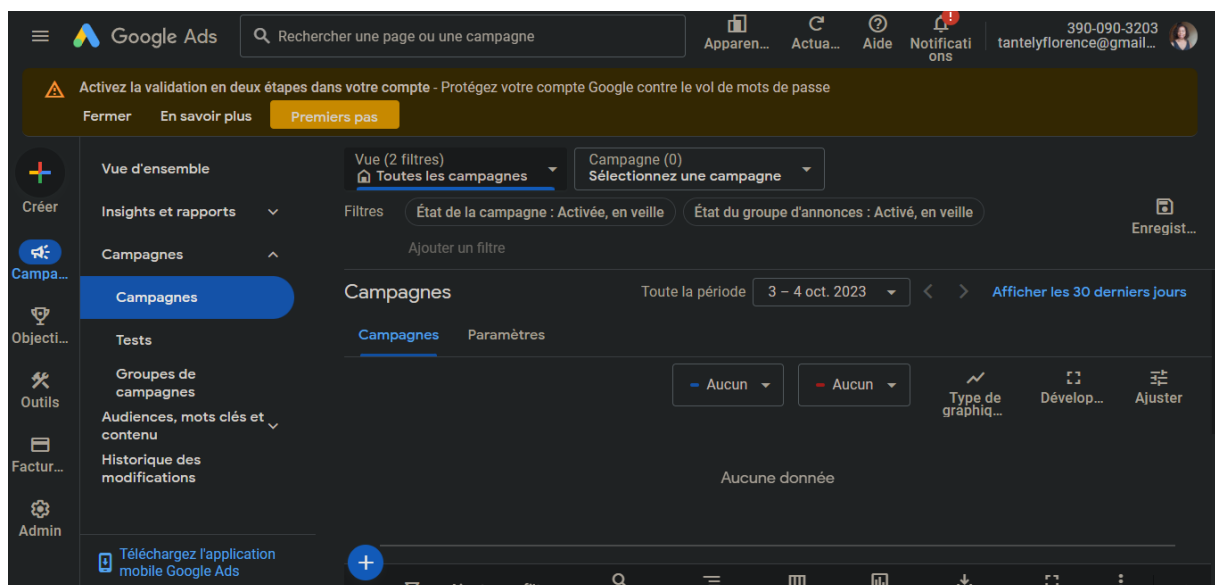 Google Ads
Rechercher une page ou une campagne
Apparen...
Actua...
Aide
Notificati
ons
390-090-3203
tantelyflorence@gmail...
Activez la validation en deux étapes dans votre compte - Protégez votre compte Google contre le vol de mots de passe
Fermer
En savoir plus
Premiers pas
Créer
Campa...
Objecti...
Outils
Factur...
Admin
Vue d'ensemble
Insights et rapports
Campagnes
Campagnes
Tests
Groupes de
campagnes
Audiences, mots clés et
contenu
Historique des
modifications
Téléchargez l'application
mobile Google Ads
Vue (2 filtres)
Toutes les campagnes
Campagne (0)
Sélectionnez une campagne
Filtres
État de la campagne : Activée, en veille
État du groupe d'annonces : Activé, en veille
Ajouter un filtre
Enregist...
Campagnes
Toute la période
3 – 4 oct. 2023
Afficher les 30 derniers jours
Campagnes
Paramètres
Aucun
Aucun
Type de
graphiq...
Dévelop...
Ajuster
Aucune donnée